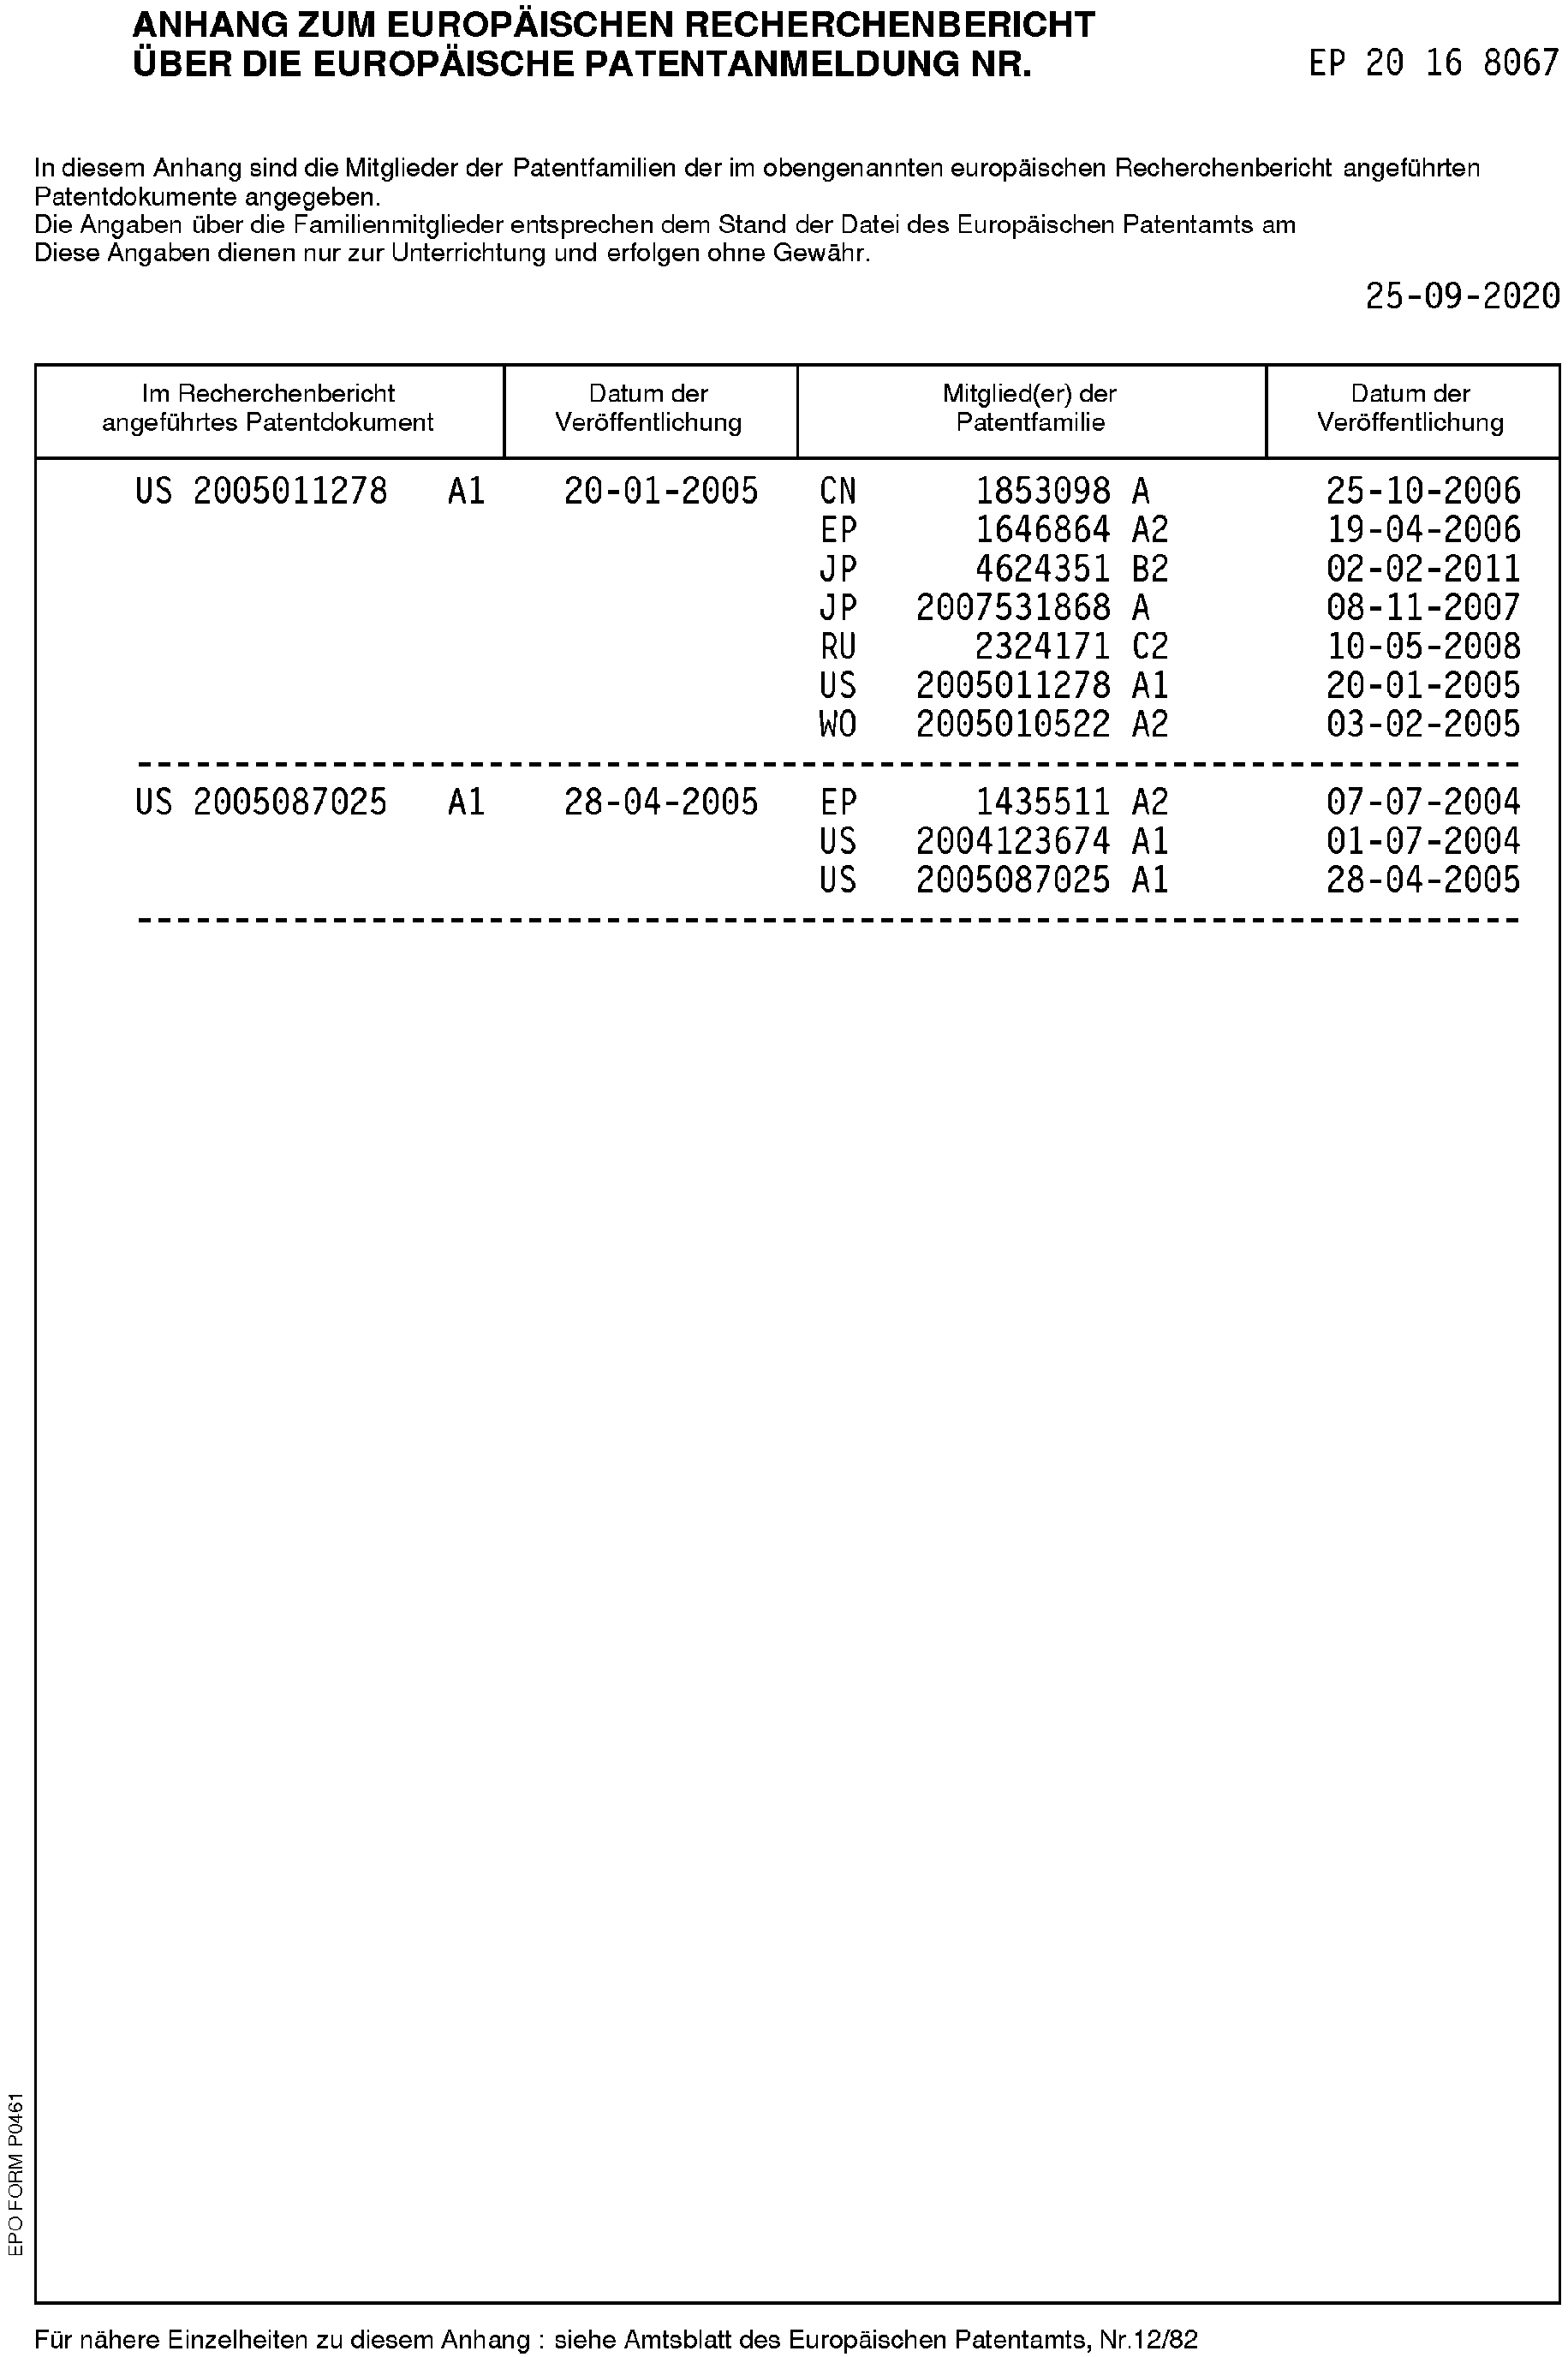 ANHANG ZUM EUROPÄISCHEN RECHERCHENBERICHT
ÜBER DIE EUROPÄISCHE PATENTANMELDUNG NR. EP 20 16 8067
In diesem Anhang sind die Mitglieder der Patentfamilien der im obengenannten europäischen Recherchenbericht angeführten
Patentdokumente angegeben.
Die Angaben über die Familienmitglieder entsprechen dem Stand der Datei des Europäischen Patentamts am
Diese Angaben dienen nur zur Unterrichtung und erfolgen ohne Gewähr.
25-09-2020
Im Recherchenbericht Datum der Mitglied(er) der Datum der
angeführtes Patentdokument Veröffentlichung Patentfamilie Veröffentlichung
US 2005011278 A1 20-01-2005 CN 1853098 A 25-10-2006
EP 1646864 A2 19-04-2006
JP 4624351 B2 02-02-2011
JP 2007531868 A 08-11-2007
RU 2324171 C2 10-05-2008
US 2005011278 A1 20-01-2005
WO 2005010522 A2 03-02-2005
US 2005087025 A1 28-04-2005 EP 1435511 A2 07-07-2004
US 2004123674 A1 01-07-2004
US 2005087025 A1 28-04-2005
EPO FORM P0461
Für nähere Einzelheiten zu diesem Anhang : siehe Amtsblatt des Europäischen Patentamts, Nr.12/82